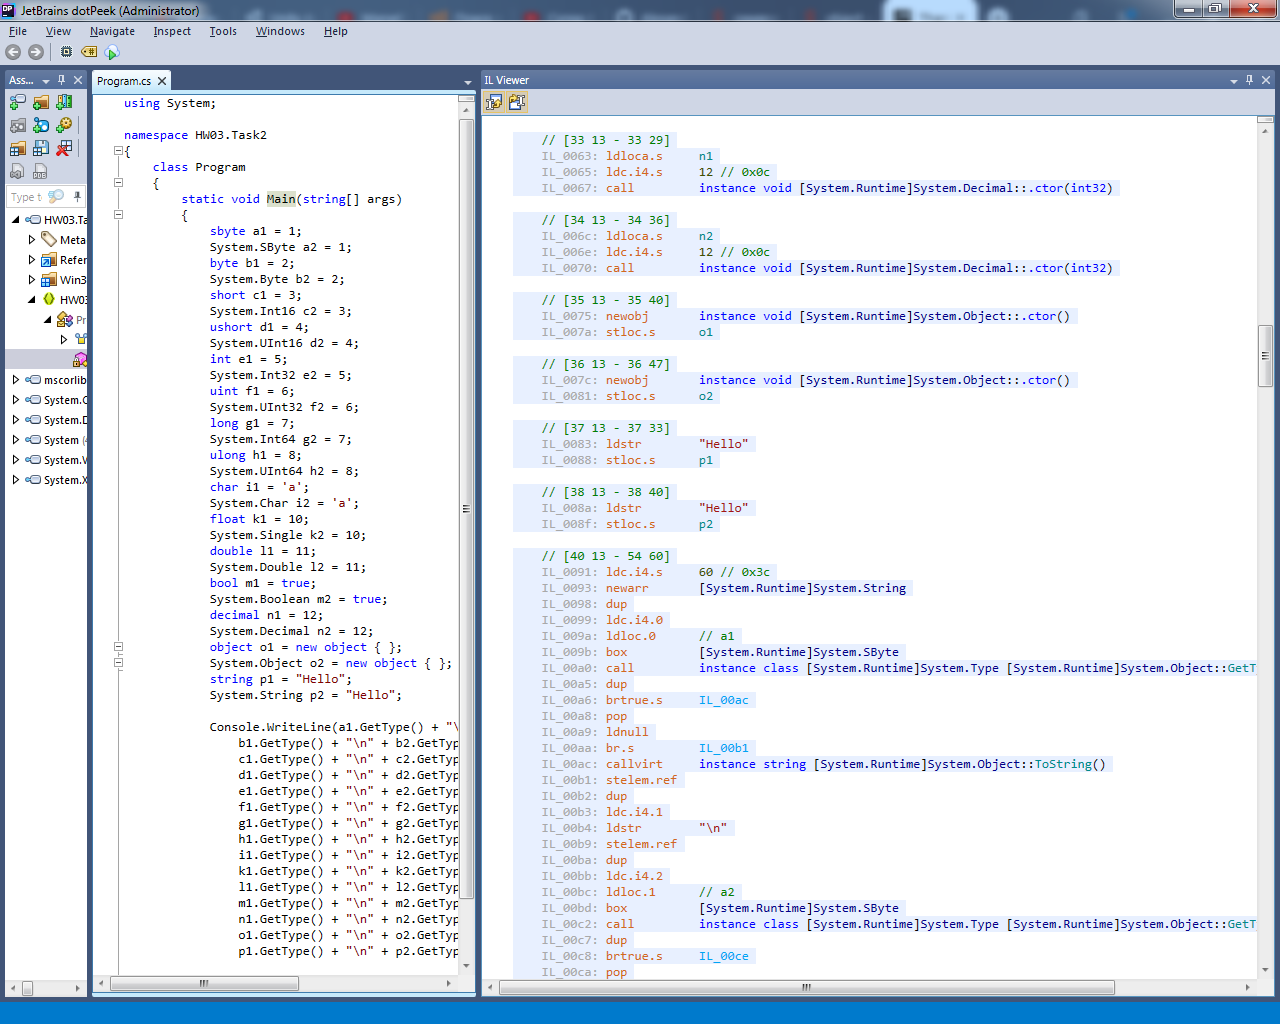 JetBrains dotPeek (Administrator)
File View Navigate Inspect Tools Windows Help
Ass...
Type t
HW03.Ta
Meta
Refer
Win3
HW03
Pr
mscorlib
System.C
System.D
System (4
System.V
System.X
Program.cs
using System;
namespace HW03.Task2
{
class Program
{
static void Main(string[] args)
{
sbyte a1 = 1;
System.SByte a2 = 1;
byte b1 = 2;
System.Byte b2 = 2;
short c1 = 3;
System.Int16 c2 = 3;
ushort d1 = 4;
System.UInt16 d2 = 4;
int e1 = 5;
System.Int32 e2 = 5;
uint f1 = 6;
System.UInt32 f2 = 6;
long g1 = 7;
System.Int64 g2 = 7;
ulong h1 = 8;
System.UInt64 h2 = 8;
char i1 = 'a';
System.Char i2 = 'a';
float k1 = 10;
System.Single k2 = 10;
double l1 = 11;
System.Double l2 = 11;
bool m1 = true;
System.Boolean m2 = true;
decimal n1 = 12;
System.Decimal n2 = 12;
object o1 = new object { };
System.Object o2 = new object { };
string p1 = "Hello";
System.String p2 = "Hello";
Console.WriteLine(a1.GetType() + "\
b1.GetType() + "\n" + b2.GetTyp
c1.GetType() + "\n" + c2.GetTyp
d1.GetType() + "\n" + d2.GetTyp
e1.GetType() + "\n" + e2.GetTyp
f1.GetType() + "\n" + f2.GetTyp
g1.GetType() + "\n" + g2.GetTyp
h1.GetType() + "\n" + h2.GetTyp
i1.GetType() + "\n" + i2.GetTyp
k1.GetType() + "\n" + k2.GetTyp
l1.GetType() + "\n" + l2.GetTyp
m1.GetType() + "\n" + m2.GetTyp
n1.GetType() + "\n" + n2.GetTyp
o1.GetType() + "\n" + o2.GetTyp
p1.GetType() + "\n" + p2.GetTyp
IL Viewer
// [33 13 - 33 29]
IL_0063: ldloca.s n1
IL_0065: ldc.i4.s 12 // 0x0c
IL_0067: call instance void [System.Runtime]System.Decimal::.ctor(int32)
// [34 13 - 34 36]
IL_006c: ldloca.s n2
IL_006e: ldc.i4.s 12 // 0x0c
IL_0070: call instance void [System.Runtime]System.Decimal::.ctor(int32)
// [35 13 - 35 40]
IL_0075: newobj instance void [System.Runtime]System.Object::.ctor()
IL_007a: stloc.s o1
// [36 13 - 36 47]
IL_007c: newobj instance void [System.Runtime]System.Object::.ctor()
IL_0081: stloc.s o2
// [37 13 - 37 33]
IL_0083: ldstr "Hello"
IL_0088: stloc.s p1
// [38 13 - 38 40]
IL_008a: ldstr "Hello"
IL_008f: stloc.s p2
// [40 13 - 54 60]
IL_0091: ldc.i4.s 60 // 0x3c
IL_0093: newarr [System.Runtime]System.String
IL_0098: dup
IL_0099: ldc.i4.0
IL_009a: ldloc.0 // a1
IL_009b: box [System.Runtime]System.SByte
IL_00a0: call instance class [System.Runtime]System.Type [System.Runtime]System.Object::GetT
IL_00a5: dup
IL_00a6: brtrue.s IL_00ac
IL_00a8: pop
IL_00a9: ldnull
IL_00aa: br.s IL_00b1
IL_00ac: callvirt instance string [System.Runtime]System.Object::ToString()
IL_00b1: stelem.ref
IL_00b2: dup
IL_00b3: ldc.i4.1
IL_00b4: ldstr "\n"
IL_00b9: stelem.ref
IL_00ba: dup
IL_00bb: ldc.i4.2
IL_00bc: ldloc.1 // a2
IL_00bd: box [System.Runtime]System.SByte
IL_00c2: call instance class [System.Runtime]System.Type [System.Runtime]System.Object::GetT
IL_00c7: dup
IL_00c8: brtrue.s IL_00ce
IL_00ca: pop